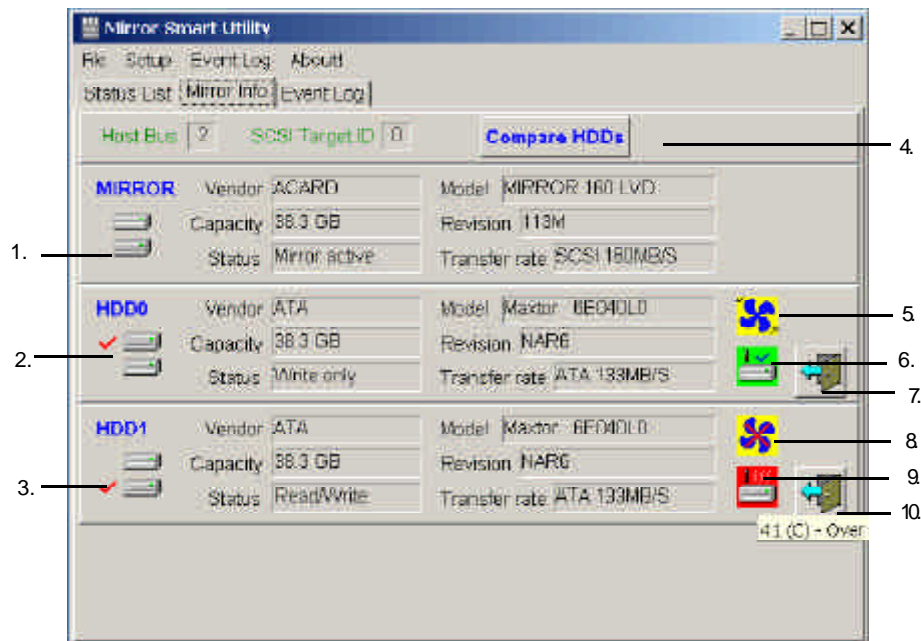 Mirror Smart Utility
File Setup Event Log About!
Status List Mirror Info Event Log
Host Bus 2 SCSI Target ID 0 Compare HDDs
4.
MIRROR Vendor ACARD Model MIRROR 160 LVD
Capacity 38.3 GB Revision 113M
1.
Status Mirror active Transfer rate SCSI 160MB/S
HDD0 Vendor ATA Model Maxtor 6E040L0
5.
2.
Capacity 38.3 GB Revision NAR6
6.
Status Write only Transfer rate ATA 133MB/S
7.
HDD1 Vendor ATA Model Maxtor 6E040L0
8.
Capacity 38.3 GB Revision NAR6
9.
3.
Status Read/Write Transfer rate ATA 133MB/S
10.
41 (C) - Over